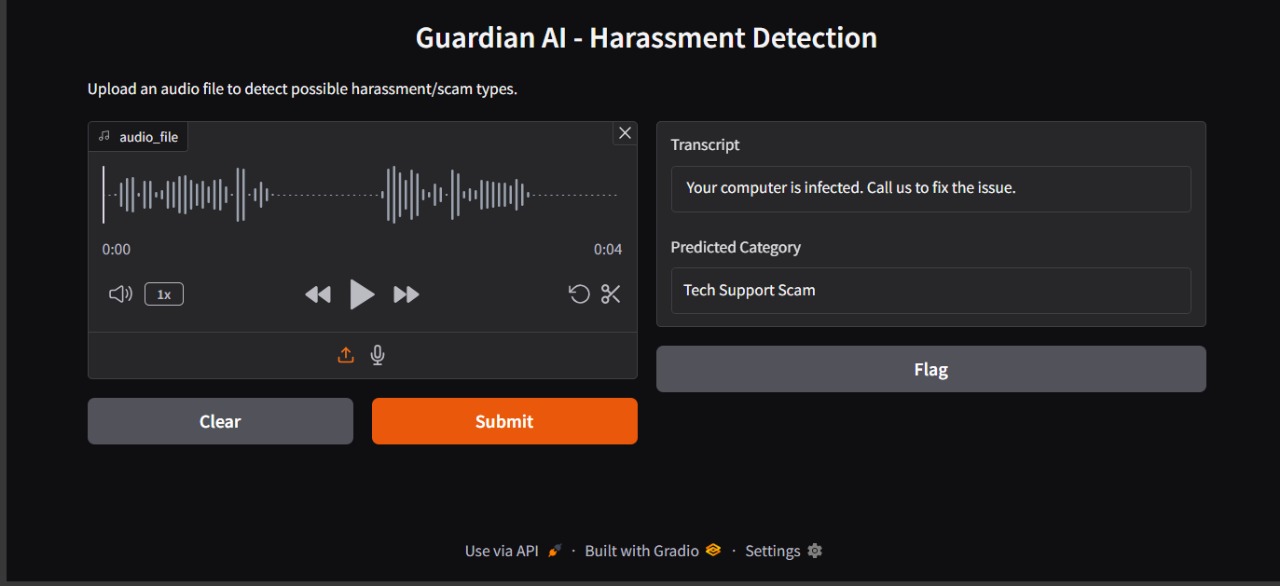 Guardian AI - Harassment Detection
Upload an audio file to detect possible harassment/scam types.
audio_file
0:00
0:04
1x
Clear
Submit
Transcript
Your computer is infected. Call us to fix the issue.
Predicted Category
Tech Support Scam
Flag
Use via API · Built with Gradio · Settings